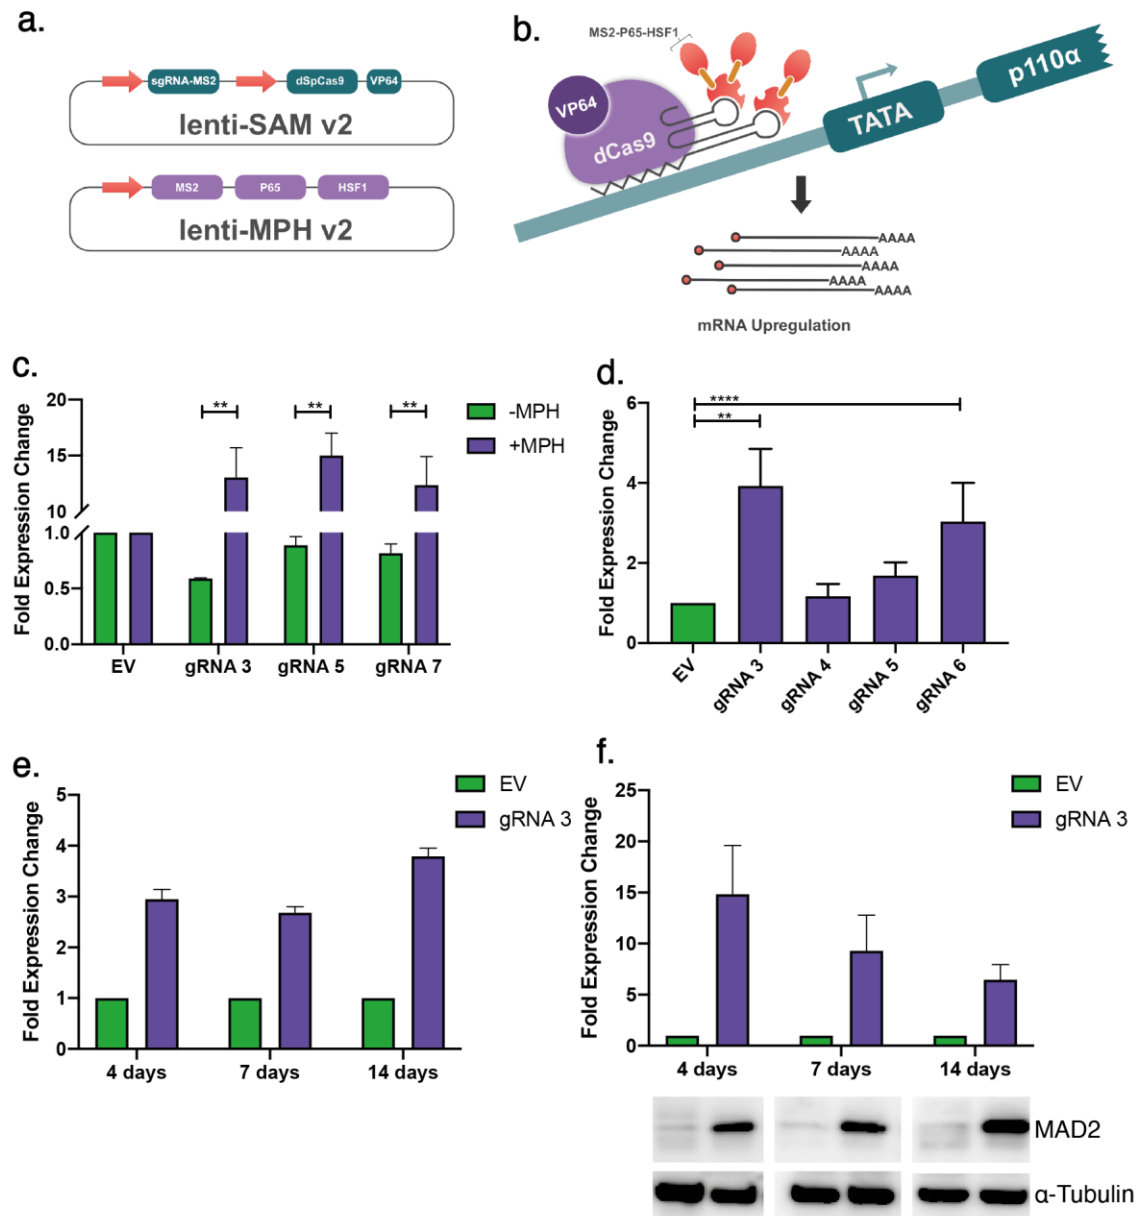 a.
sgRNA-MS2 dSpCas9 VP64
lenti-SAM v2
MS2 P65 HSF1
lenti-MPH v2
b.
MS2-P65-HSF1
VP64
dCas9
TATA
p110α
AAAA
AAAA
AAAA
AAAA
AAAA
mRNA Upregulation
c.
Fold Expression Change
20
15
10
1.0
0.5
0.0
** ** **
-MPH
+MPH
EV gRNA 3 gRNA 5 gRNA 7
d.
Fold Expression Change
6
4
2
0
****
**
EV gRNA 3 gRNA 4 gRNA 5 gRNA 6
e.
Fold Expression Change
5
4
3
2
1
0
EV
gRNA 3
4 days 7 days 14 days
f.
Fold Expression Change
25
20
15
10
5
0
EV
gRNA 3
4 days 7 days 14 days
MAD2
α-Tubulin